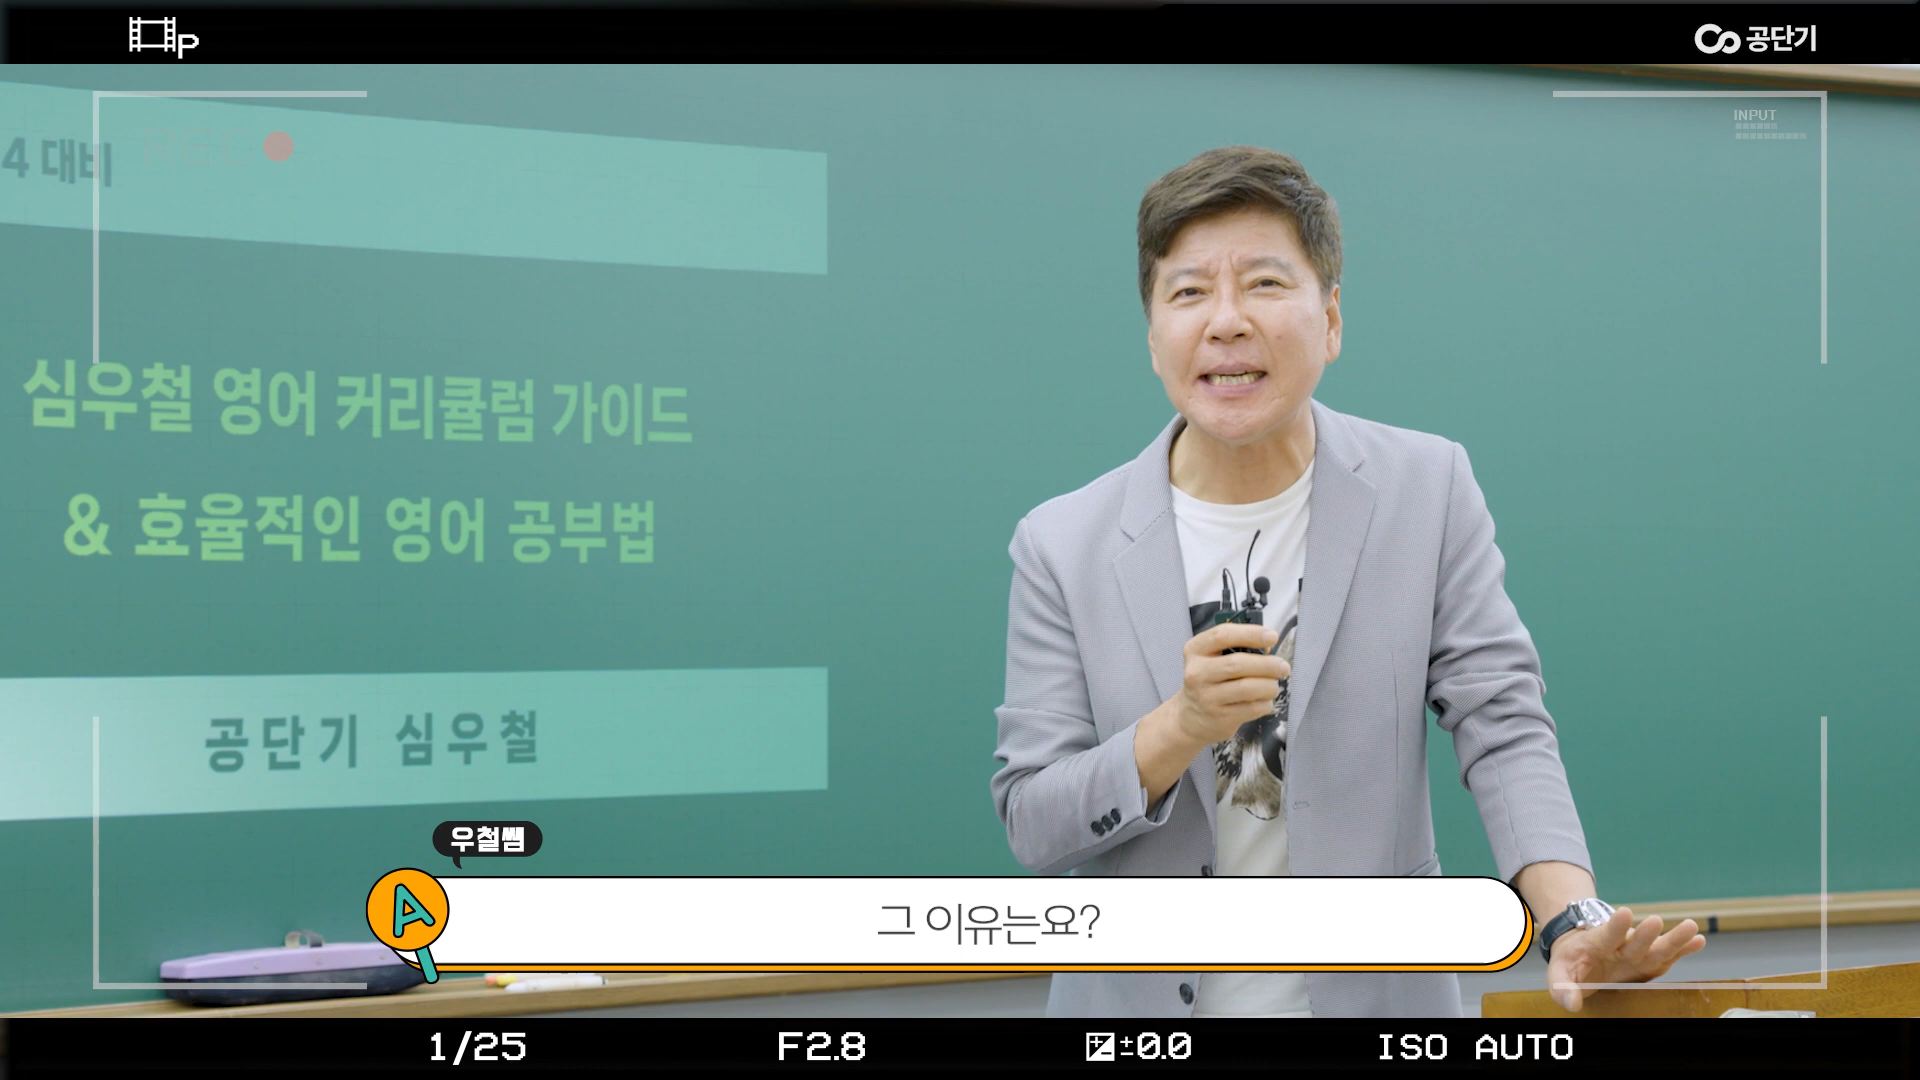 P
공단기
INPUT
4 대비
REC
심우철 영어 커리큘럼 가이드
& 효율적인 영어 공부법
공단기 심우철
우철쌤
A
그 이유는요?
1/25
F2.8
±0.0
ISO AUTO